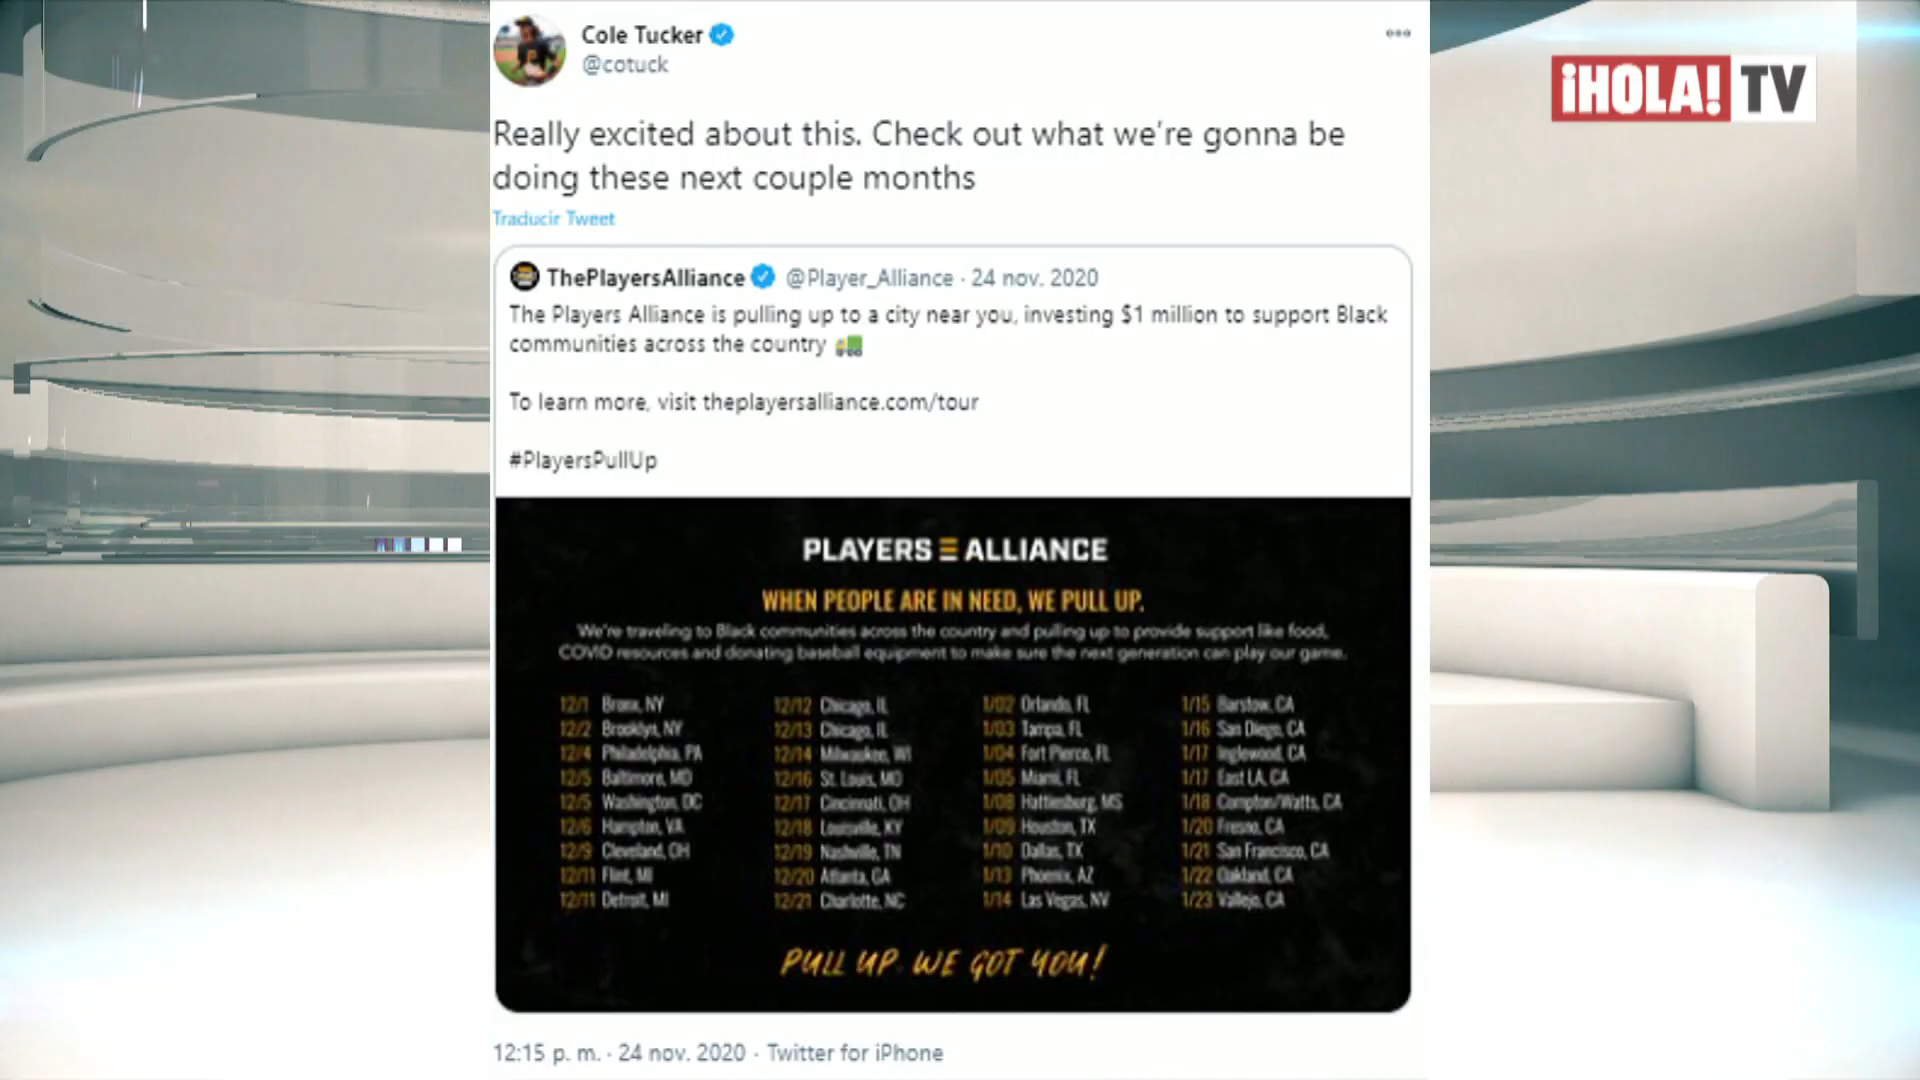 Cole Tucker
@cotuck
¡HOLA! TV
Really excited about this. Check out what we're gonna be
doing these next couple months
Traducir Tweet
ThePlayersAlliance @Player_Alliance · 24 nov. 2020
The Players Alliance is pulling up to a city near you, investing $1 million to support Black
communities across the country
To learn more, visit theplayersalliance.com/tour
#PlayersPullUp
PLAYERS ALLIANCE
WHEN PEOPLE ARE IN NEED, WE PULL UP.
We're traveling to Black communities across the country and pulling up to provide support like food,
COVID resources and donating baseball equipment to make sure the next generation can play our game.
12/1 Bronx, NY
12/2 Brooklyn, NY
12/4 Philadelphia, PA
12/5 Baltimore, MD
12/5 Washington, DC
12/6 Hampton, VA
12/9 Cleveland, OH
12/11 Flint, MI
12/11 Detroit, MI
12/12 Chicago, IL
12/13 Chicago, IL
12/14 Milwaukee, WI
12/16 St. Louis, MO
12/17 Cincinnati, OH
12/18 Louisville, KY
12/19 Nashville, TN
12/20 Atlanta, GA
12/21 Charlotte, NC
1/02 Orlando, FL
1/03 Tampa, FL
1/04 Fort Pierce, FL
1/05 Miami, FL
1/08 Hattiesburg, MS
1/09 Houston, TX
1/10 Dallas, TX
1/13 Phoenix, AZ
1/14 Las Vegas, NV
1/15 Barstow, CA
1/16 San Diego, CA
1/17 Inglewood, CA
1/17 East LA, CA
1/18 Compton/Watts, CA
1/20 Fresno, CA
1/21 San Francisco, CA
1/22 Oakland, CA
1/23 Vallejo, CA
PULL UP. WE GOT YOU!
12:15 p. m. · 24 nov. 2020 · Twitter for iPhone